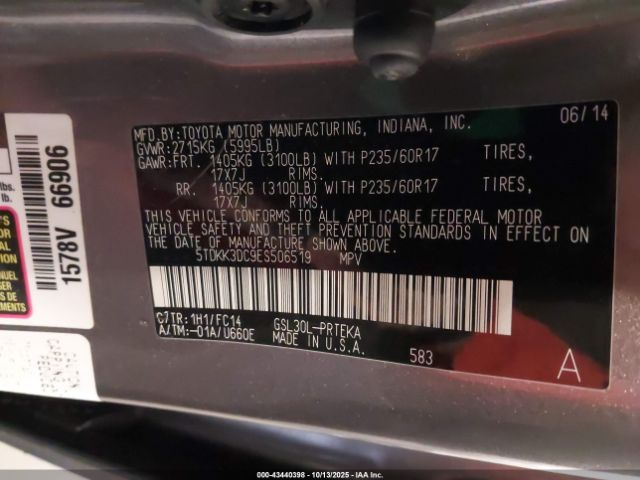 MFD.BY:TOYOTA MOTOR MANUFACTURING, INDIANA, INC. 06/14
GVWR:2715KG (5995LB)
GAWR:FRT. 1405KG (3100LB) WITH P235/60R17 TIRES,
17X7J RIMS.
RR. 1405KG (3100LB) WITH P235/60R17 TIRES,
17X7J RIMS.
THIS VEHICLE CONFORMS TO ALL APPLICABLE FEDERAL MOTOR
VEHICLE SAFETY AND THEFT PREVENTION STANDARDS IN EFFECT ON
THE DATE OF MANUFACTURE SHOWN ABOVE.
5TDKK3DC9ES506519 MPV
C/TR:1H1/FC14 GSL30L-PRTEKA
A/TM:-01A/U660E MADE IN U.S.A.
583 A
1578V 66906
lbs.
lb.
MANUEL
MENTS
000-43440398 - 10/13/2025 - IAA Inc.